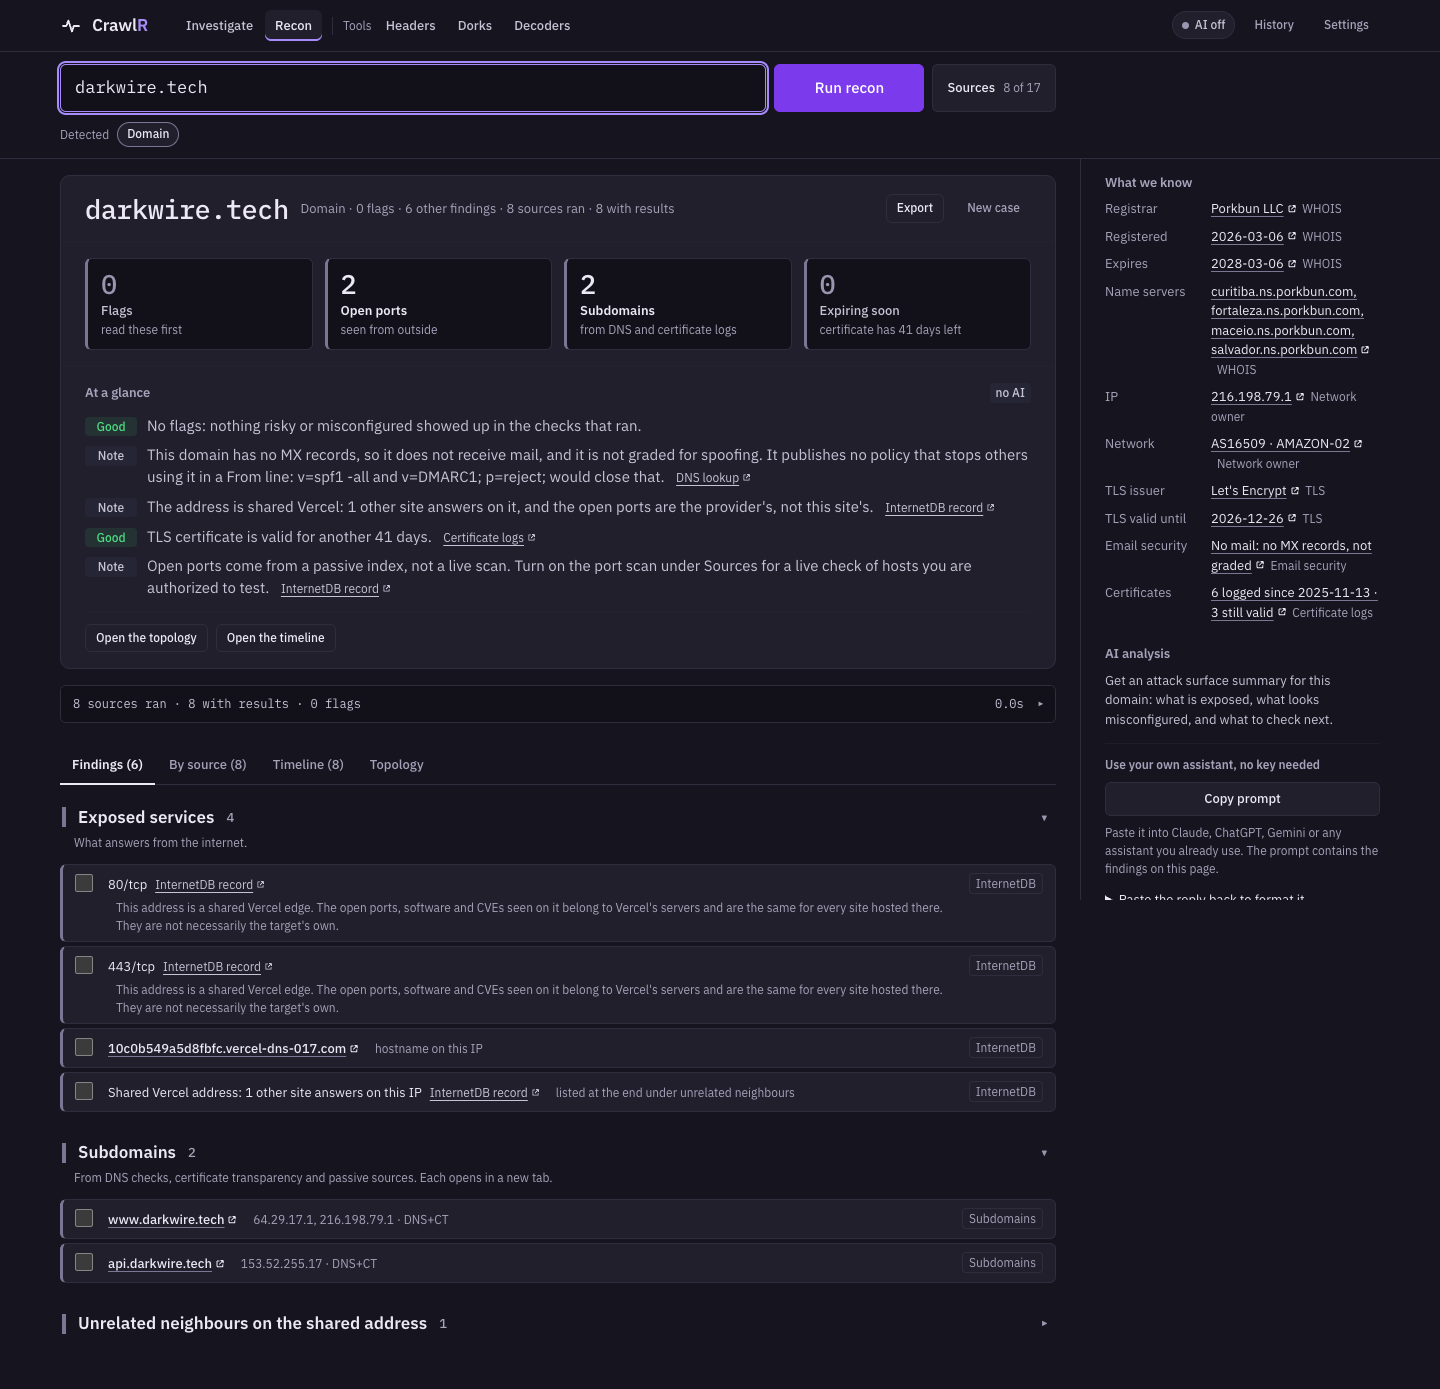 CrawlR
Investigate
Recon
Tools
Headers
Dorks
Decoders
AI off
History
Settings
darkwire.tech
Run recon
Sources 8 of 17
Detected Domain
darkwire.tech
Domain · 0 flags · 6 other findings · 8 sources ran · 8 with results
Export
New case
0
Flags
read these first
2
Open ports
seen from outside
2
Subdomains
from DNS and certificate logs
0
Expiring soon
certificate has 41 days left
At a glance
no AI
Good No flags: nothing risky or misconfigured showed up in the checks that ran.
Note This domain has no MX records, so it does not receive mail, and it is not graded for spoofing. It publishes no policy that stops others
using it in a From line: v=spf1 -all and v=DMARC1; p=reject; would close that. DNS lookup
Note The address is shared Vercel: 1 other site answers on it, and the open ports are the provider's, not this site's. InternetDB record
Good TLS certificate is valid for another 41 days. Certificate logs
Note Open ports come from a passive index, not a live scan. Turn on the port scan under Sources for a live check of hosts you are
authorized to test. InternetDB record
Open the topology
Open the timeline
8 sources ran · 8 with results · 0 flags
0.0s
Findings (6)
By source (8)
Timeline (8)
Topology
Exposed services 4
What answers from the internet.
80/tcp InternetDB record
InternetDB
This address is a shared Vercel edge. The open ports, software and CVEs seen on it belong to Vercel's servers and are the same for every site hosted there.
They are not necessarily the target's own.
443/tcp InternetDB record
InternetDB
This address is a shared Vercel edge. The open ports, software and CVEs seen on it belong to Vercel's servers and are the same for every site hosted there.
They are not necessarily the target's own.
10c0b549a5d8fbfc.vercel-dns-017.com hostname on this IP
InternetDB
Shared Vercel address: 1 other site answers on this IP InternetDB record listed at the end under unrelated neighbours
InternetDB
Subdomains 2
From DNS checks, certificate transparency and passive sources. Each opens in a new tab.
www.darkwire.tech 64.29.17.1, 216.198.79.1 · DNS+CT
Subdomains
api.darkwire.tech 153.52.255.17 · DNS+CT
Subdomains
Unrelated neighbours on the shared address 1
What we know
Registrar Porkbun LLC WHOIS
Registered 2026-03-06 WHOIS
Expires 2028-03-06 WHOIS
Name servers curitiba.ns.porkbun.com,
fortaleza.ns.porkbun.com,
maceio.ns.porkbun.com,
salvador.ns.porkbun.com
WHOIS
IP 216.198.79.1 Network
owner
Network AS16509 · AMAZON-02
Network owner
TLS issuer Let's Encrypt TLS
TLS valid until 2026-12-26 TLS
Email security No mail: no MX records, not
graded Email security
Certificates 6 logged since 2025-11-13 ·
3 still valid Certificate logs
AI analysis
Get an attack surface summary for this
domain: what is exposed, what looks
misconfigured, and what to check next.
Use your own assistant, no key needed
Copy prompt
Paste it into Claude, ChatGPT, Gemini or any
assistant you already use. The prompt contains the
findings on this page.
Paste the reply back to format it